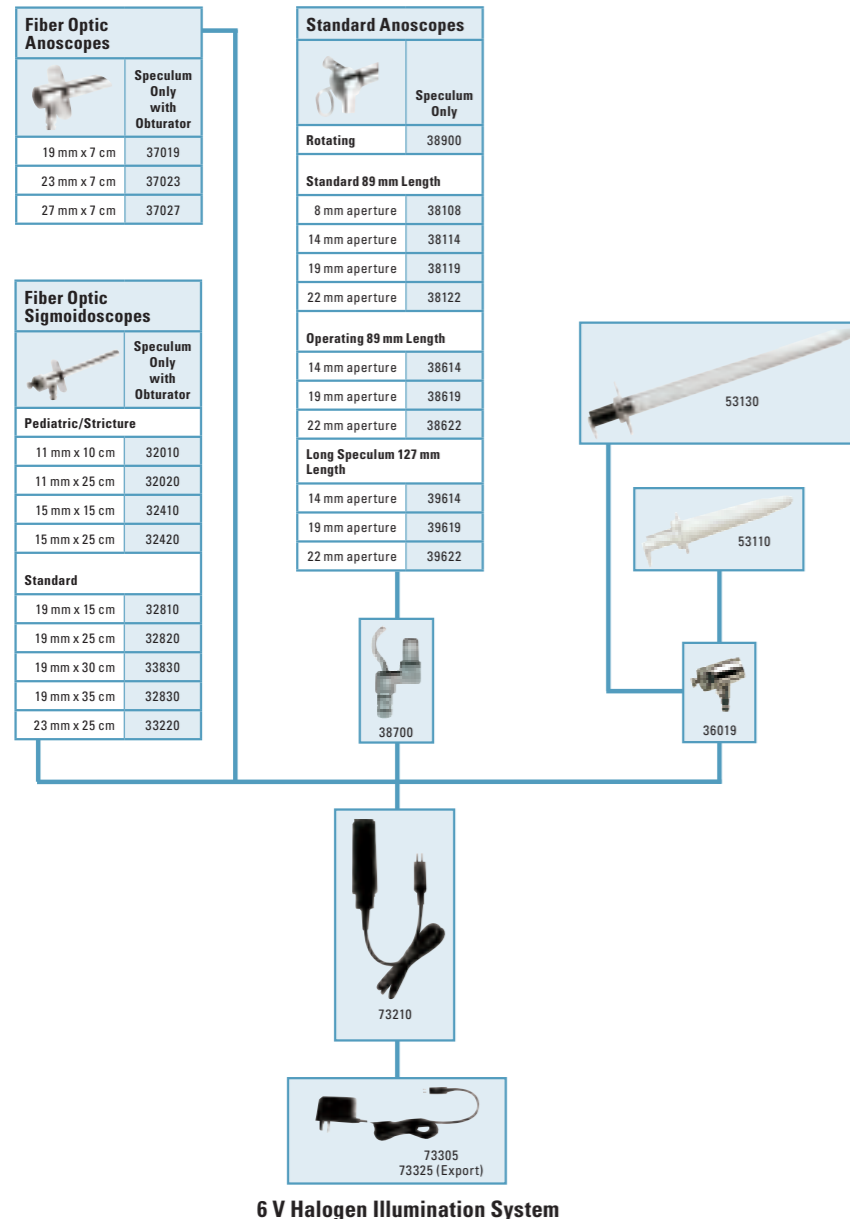 Fiber Optic
Anoscopes
Speculum
Only
with
Obturator
19 mm x 7 cm 37019
23 mm x 7 cm 37023
27 mm x 7 cm 37027
Fiber Optic
Sigmoidoscopes
Speculum
Only
with
Obturator
Pediatric/Stricture
11 mm x 10 cm 32010
11 mm x 25 cm 32020
15 mm x 15 cm 32410
15 mm x 25 cm 32420
Standard
19 mm x 15 cm 32810
19 mm x 25 cm 32820
19 mm x 30 cm 33830
19 mm x 35 cm 32830
23 mm x 25 cm 33220
Standard Anoscopes
Speculum
Only
Rotating 38900
Standard 89 mm Length
8 mm aperture 38108
14 mm aperture 38114
19 mm aperture 38119
22 mm aperture 38122
Operating 89 mm Length
14 mm aperture 38614
19 mm aperture 38619
22 mm aperture 38622
Long Speculum 127 mm
Length
14 mm aperture 39614
19 mm aperture 39619
22 mm aperture 39622
53130
53110
38700
36019
73210
73305
73325 (Export)
6 V Halogen Illumination System